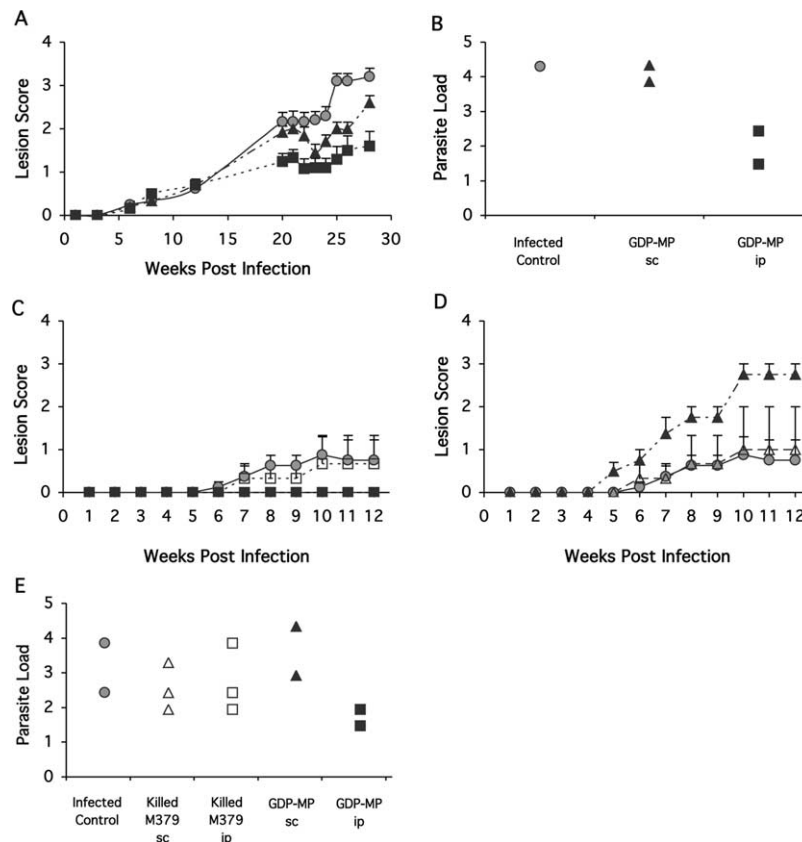 A
Lesion Score
4
3
2
1
0
0 5 10 15 20 25 30
Weeks Post Infection
B
Parasite Load
5
4
3
2
1
0
Infected Control
GDP-MP sc
GDP-MP ip
C
Lesion Score
4
3
2
1
0
0 1 2 3 4 5 6 7 8 9 10 11 12
Weeks Post Infection
D
Lesion Score
4
3
2
1
0
0 1 2 3 4 5 6 7 8 9 10 11 12
Weeks Post Infection
E
Parasite Load
5
4
3
2
1
0
Infected Control
Killed M379 sc
Killed M379 ip
GDP-MP sc
GDP-MP ip